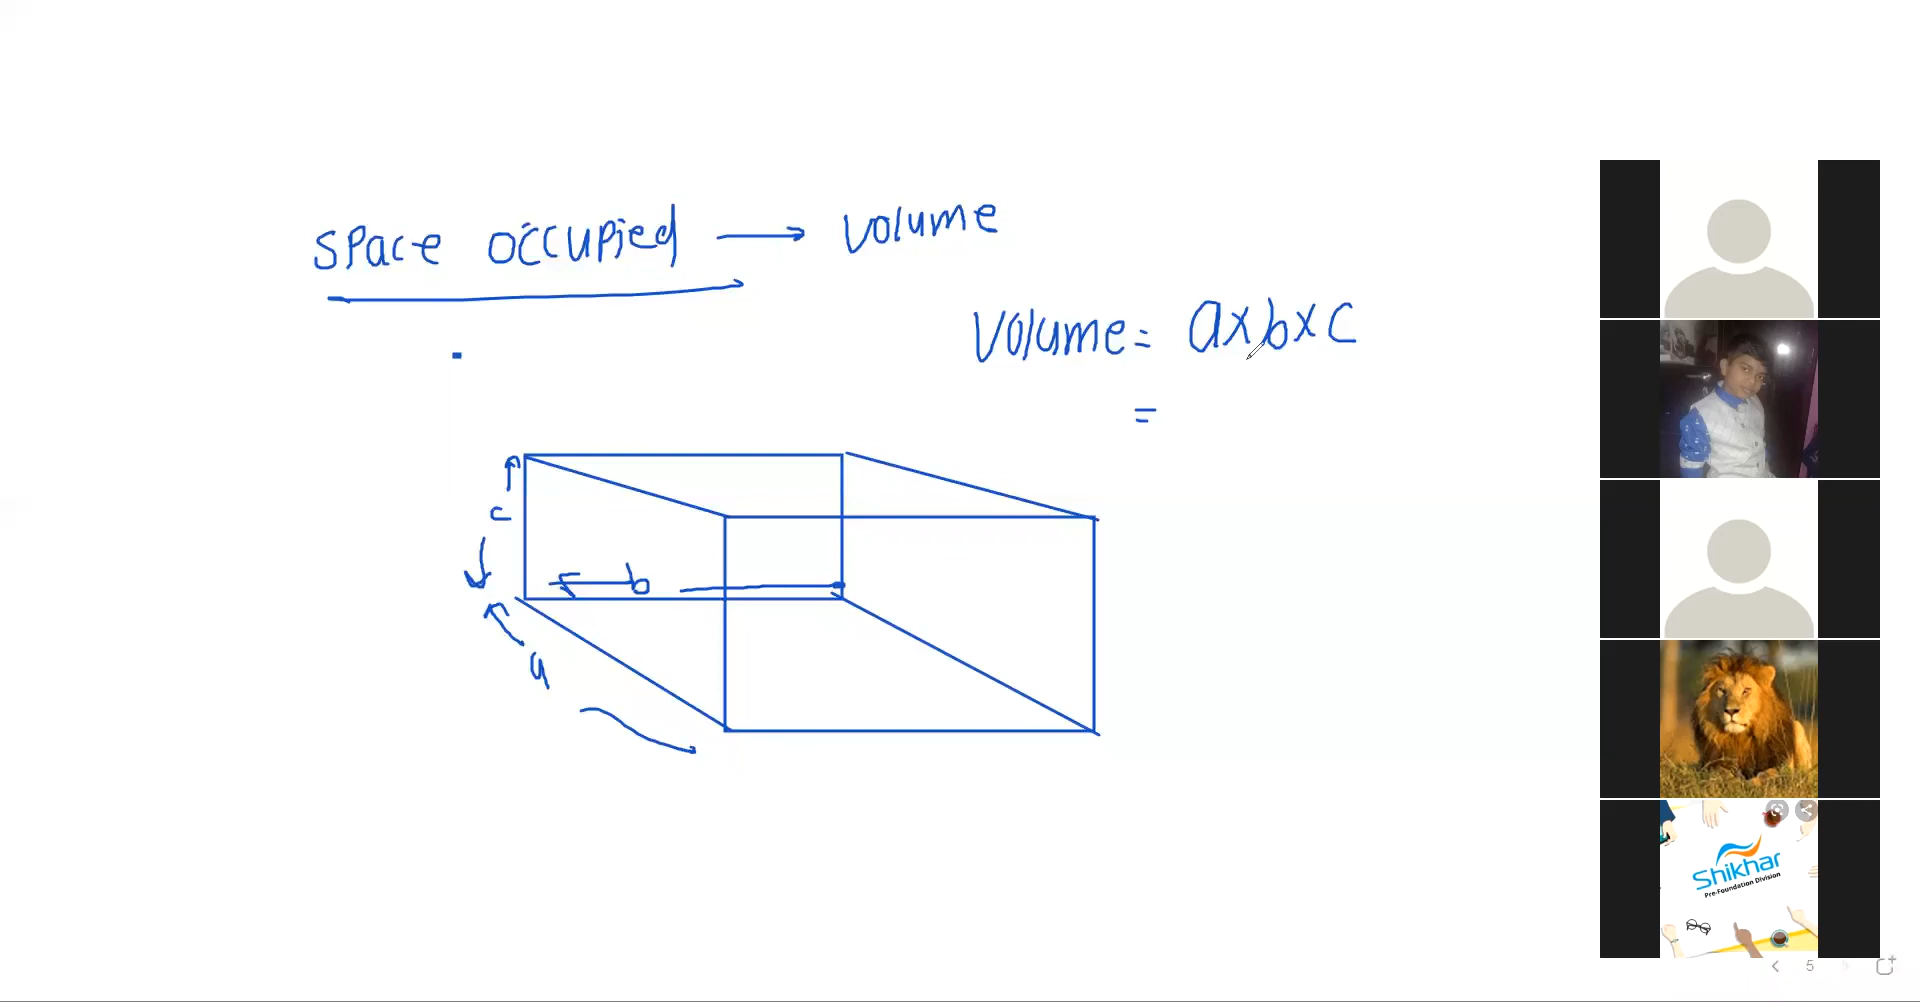 space occupied → volume
Volume = a x b x c
=
c
b
a
Shikhar
Pre-Foundation Division
5